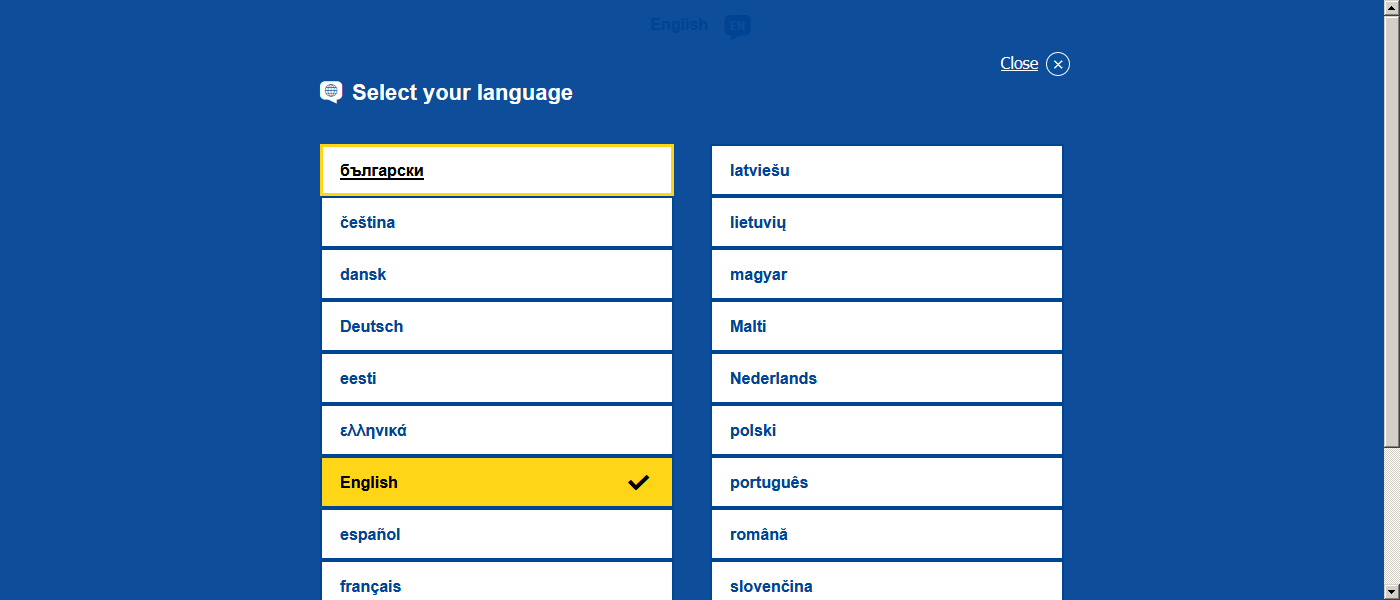 English EN
Close
Select your language
български
čeština
dansk
Deutsch
eesti
ελληνικά
English
español
français
latviešu
lietuvių
magyar
Malti
Nederlands
polski
português
română
slovenčina